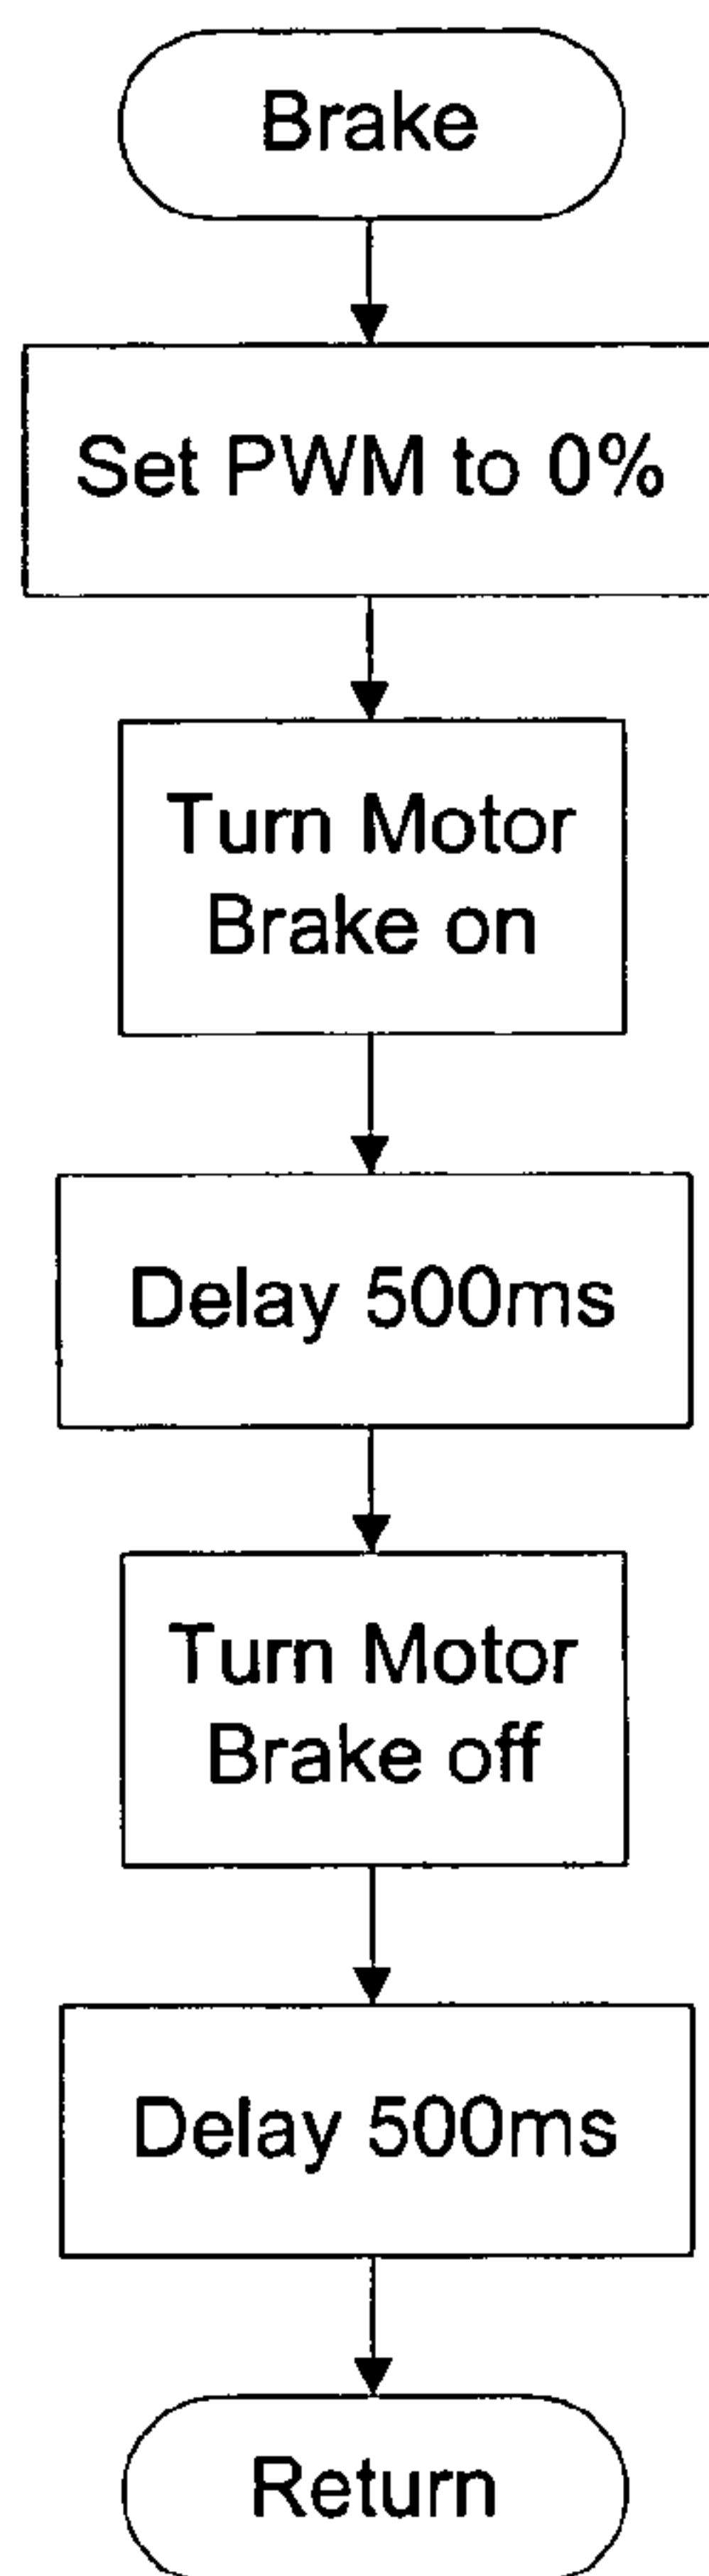 Brake
Set PWM to 0%
Turn Motor
Brake on
Delay 500ms
Turn Motor
Brake off
Delay 500ms
Return